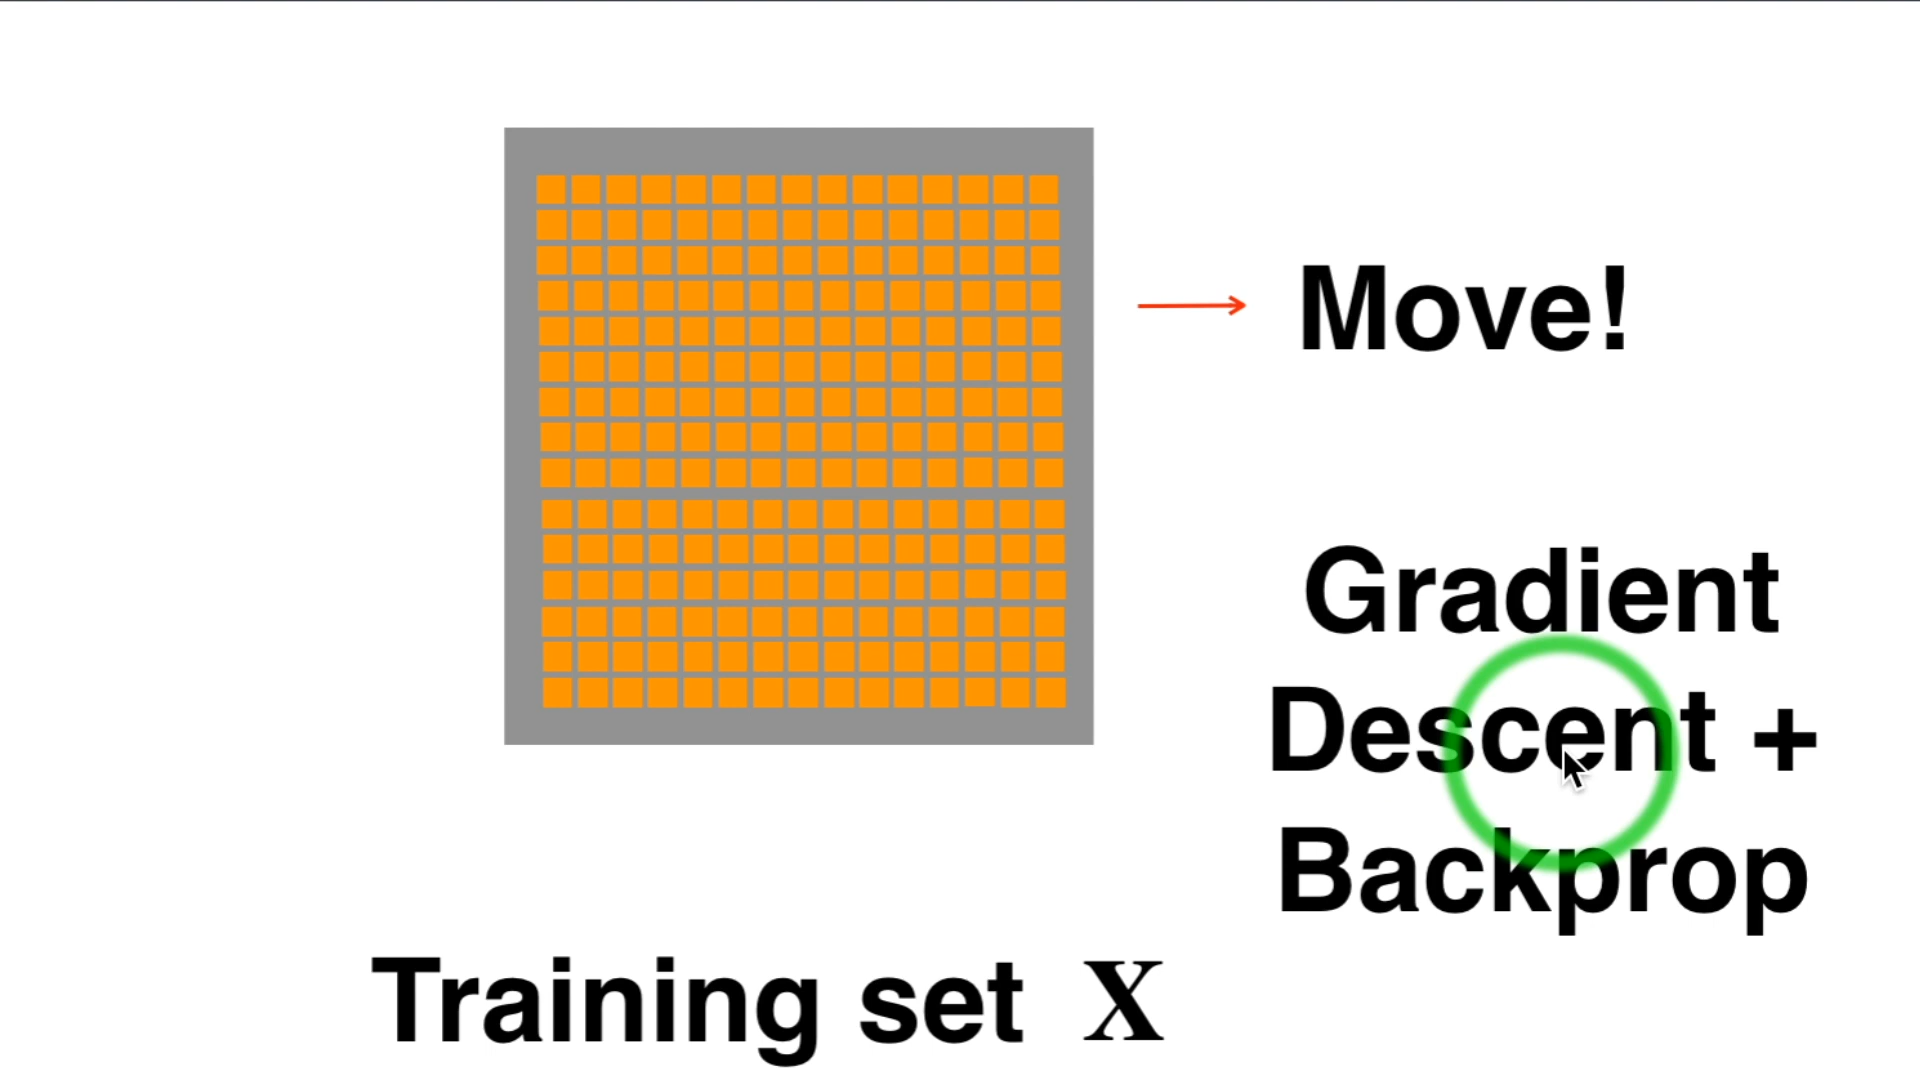 Move!
Gradient
Descent +
Backprop
Training set X